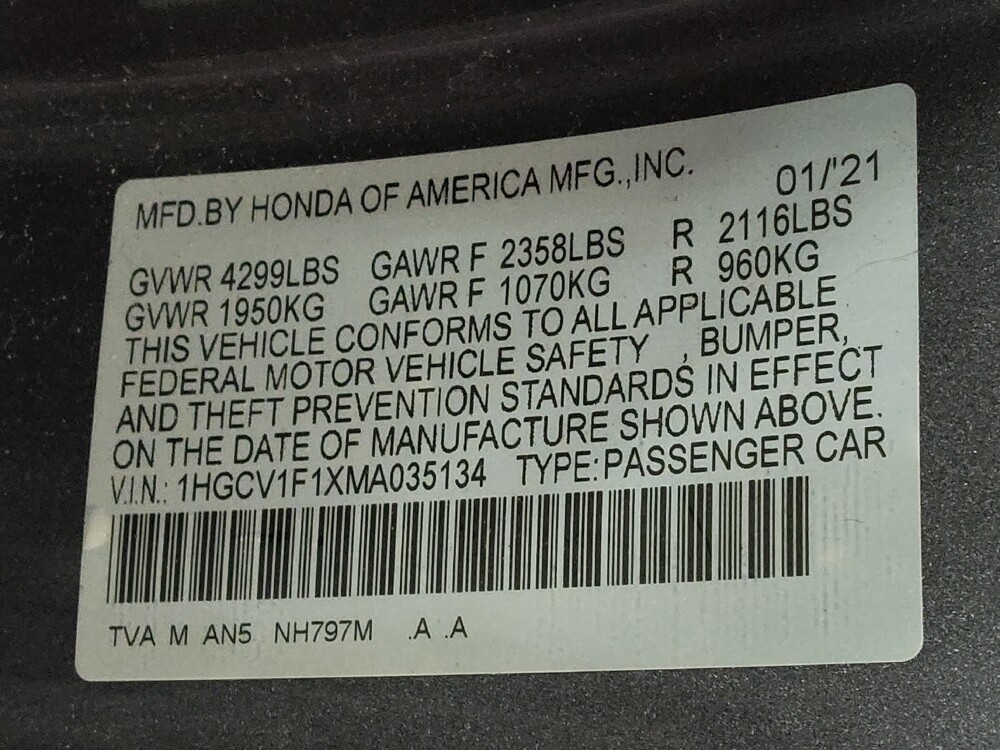 MFD.BY HONDA OF AMERICA MFG.,INC. 01/'21
GVWR 4299LBS GAWR F 2358LBS R 2116LBS
GVWR 1950KG GAWR F 1070KG R 960KG
THIS VEHICLE CONFORMS TO ALL APPLICABLE
FEDERAL MOTOR VEHICLE SAFETY , BUMPER,
AND THEFT PREVENTION STANDARDS IN EFFECT
ON THE DATE OF MANUFACTURE SHOWN ABOVE.
V.I.N.: 1HGCV1F1XMA035134 TYPE:PASSENGER CAR
TVA M AN5 NH797M .A .A